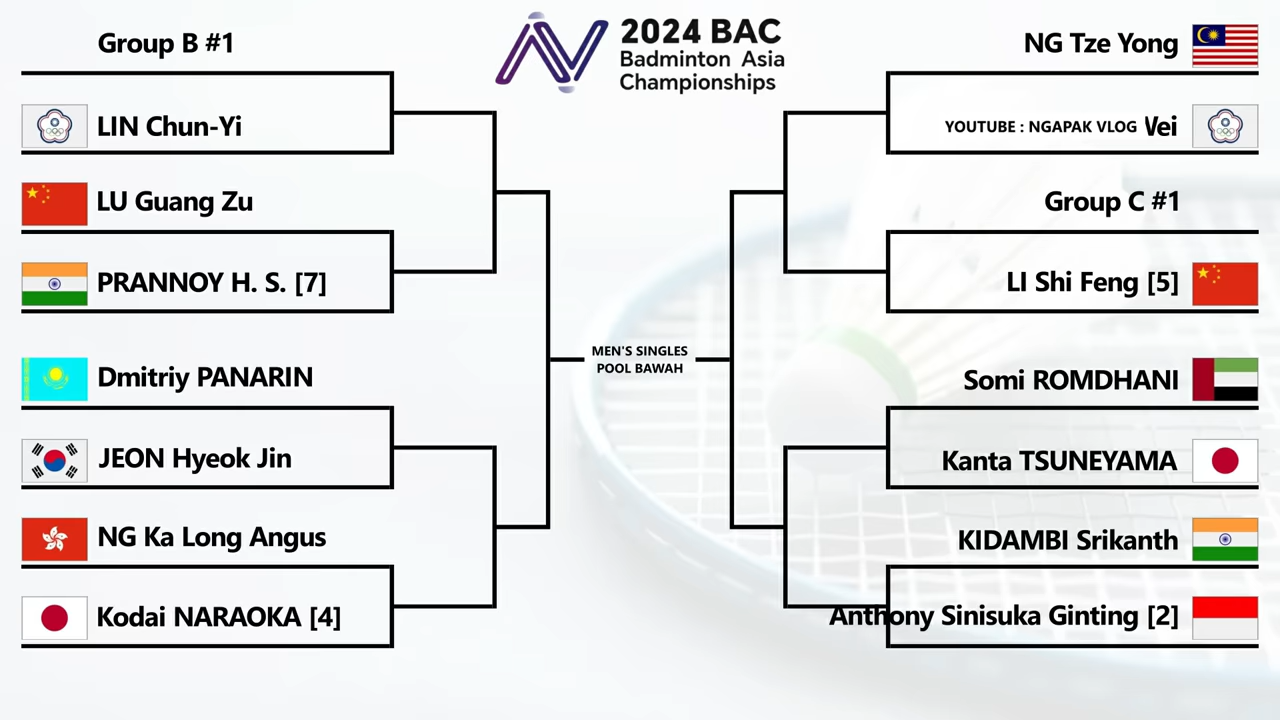 2024 BAC
Badminton Asia
Championships
Group B #1
LIN Chun-Yi
LU Guang Zu
PRANNOY H. S. [7]
Dmitriy PANARIN
JEON Hyeok Jin
NG Ka Long Angus
Kodai NARAOKA [4]
MEN'S SINGLES
POOL BAWAH
NG Tze Yong
YOUTUBE : NGAPAK VLOG Wei
Group C #1
LI Shi Feng [5]
Somi ROMDHANI
Kanta TSUNEYAMA
KIDAMBI Srikanth
Anthony Sinisuka Ginting [2]